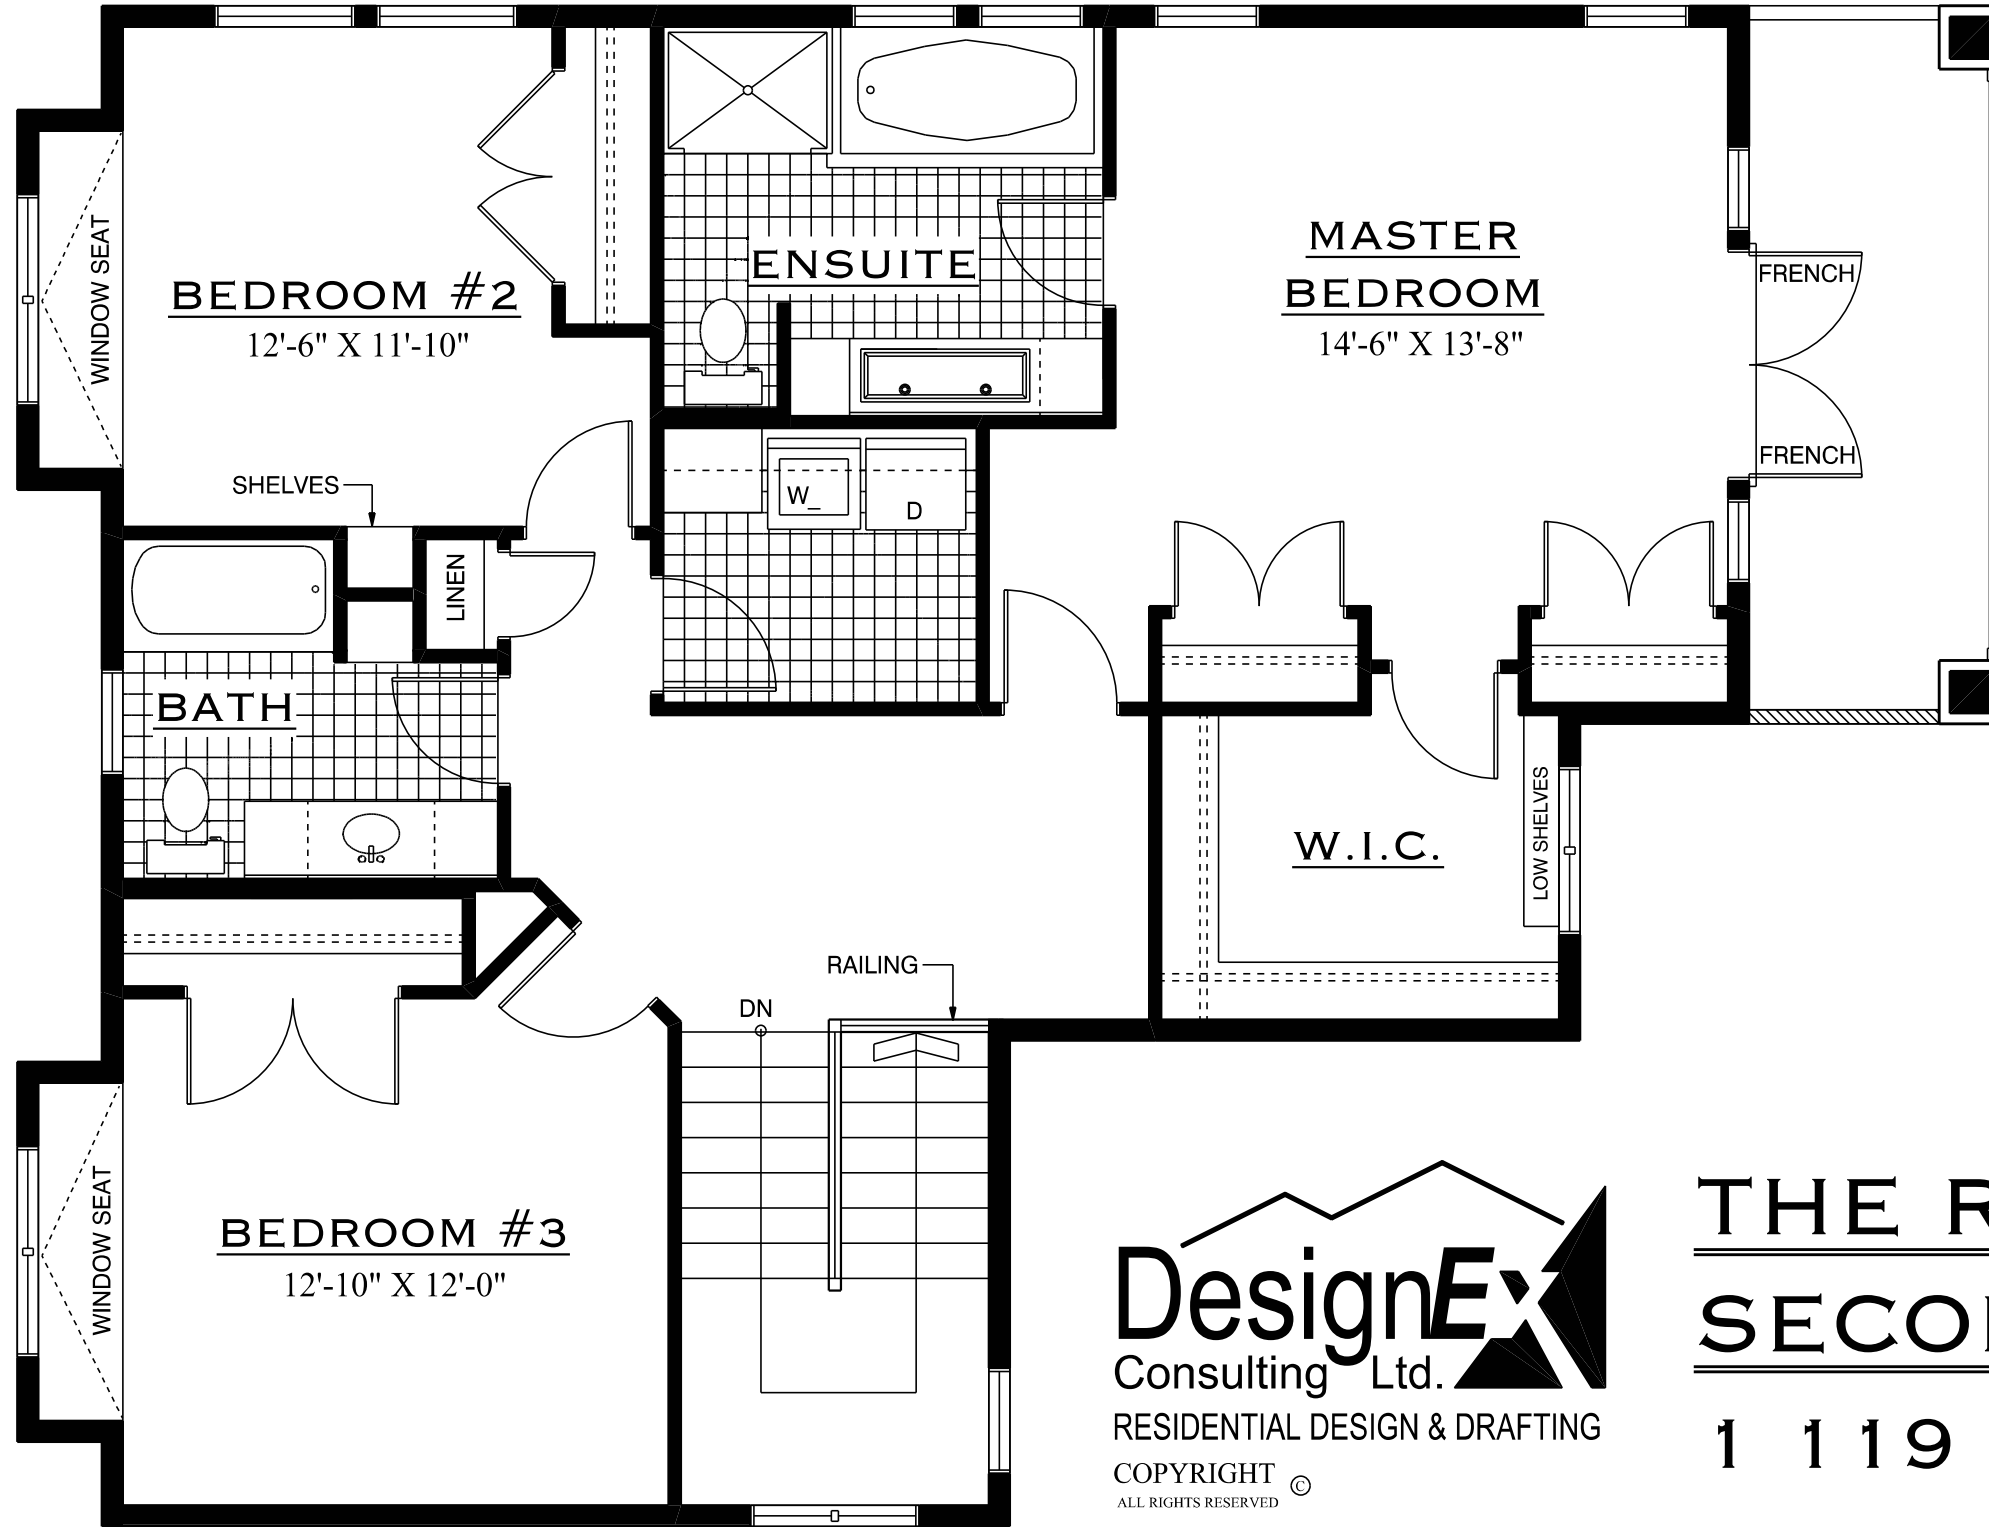 BEDROOM #2
12'-6" X 11'-10"
WINDOW SEAT
ENSUITE
MASTER
BEDROOM
14'-6" X 13'-8"
FRENCH
FRENCH
SHELVES
W_
D
LINEN
BATH
W.I.C.
LOW SHELVES
RAILING
DN
BEDROOM #3
12'-10" X 12'-0"
WINDOW SEAT
DesignEX
Consulting Ltd.
RESIDENTIAL DESIGN & DRAFTING
COPYRIGHT ©
ALL RIGHTS RESERVED
THE
1 119